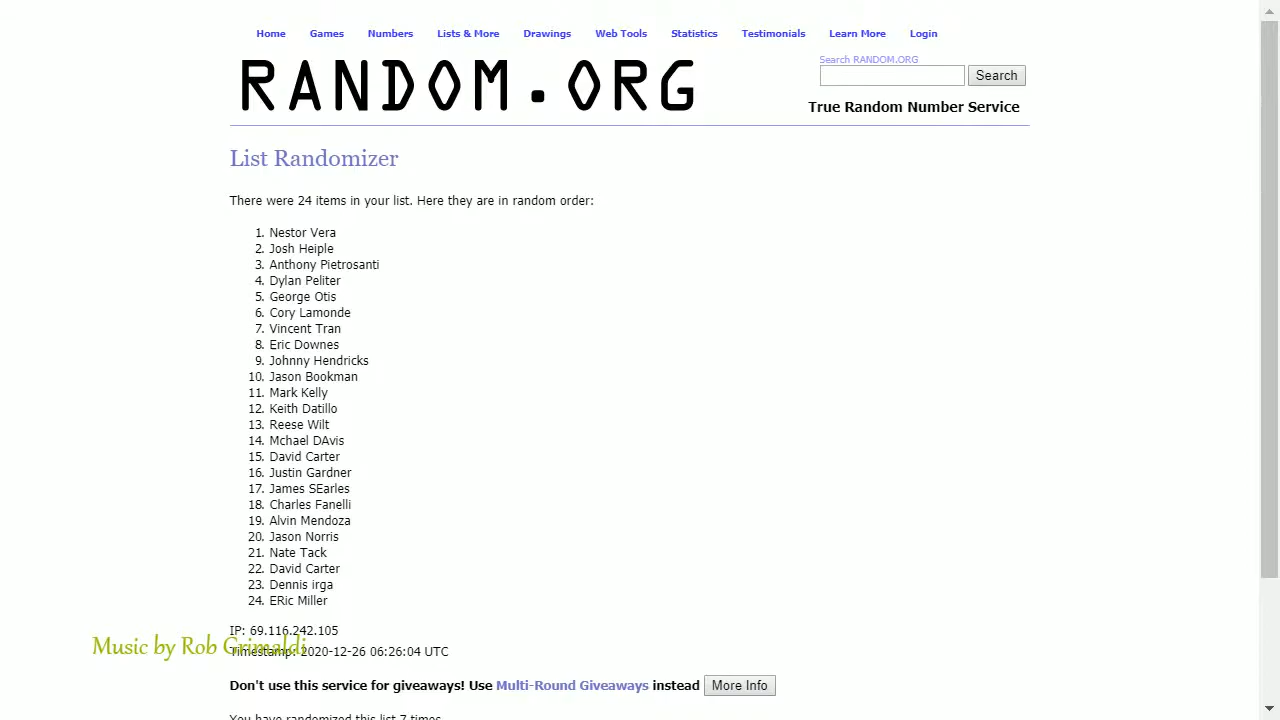 Home Games Numbers Lists & More Drawings Web Tools Statistics Testimonials Learn More Login
Search RANDOM.ORG
RANDOM.ORG
Search
True Random Number Service
List Randomizer
There were 24 items in your list. Here they are in random order:
1. Nestor Vera
2. Josh Heiple
3. Anthony Pietrosanti
4. Dylan Peliter
5. George Otis
6. Cory Lamonde
7. Vincent Tran
8. Eric Downes
9. Johnny Hendricks
10. Jason Bookman
11. Mark Kelly
12. Keith Datillo
13. Reese Wilt
14. Mchael DAvis
15. David Carter
16. Justin Gardner
17. James SEarles
18. Charles Fanelli
19. Alvin Mendoza
20. Jason Norris
21. Nate Tack
22. David Carter
23. Dennis irga
24. ERic Miller
IP: 69.116.242.105
Music by Rob Grimaldi
Timestamp: 2020-12-26 06:26:04 UTC
Don't use this service for giveaways! Use Multi-Round Giveaways instead More Info
You have randomized this list 7 times